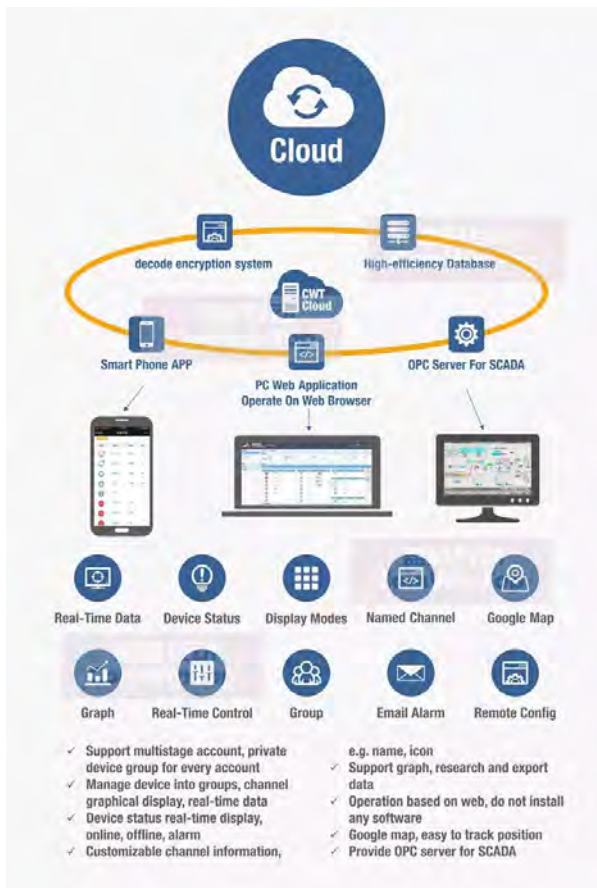 Cloud
decode encryption system
High-efficiency Database
CWT
Cloud
Smart Phone APP
PC Web Application
Operate On Web Browser
OPC Server For SCADA
Real-Time Data
Device Status
Display Modes
Named Channel
Google Map
Graph
Real-Time Control
Group
Email Alarm
Remote Config
✓ Support multistage account, private
device group for every account
✓ Manage device into groups, channel
graphical display, real-time data
✓ Device status real-time display,
online, offline, alarm
✓ Customizable channel information,
e.g. name, icon
✓ Support graph, research and export
data
✓ Operation based on web, do not install
any software
✓ Google map, easy to track position
✓ Provide OPC server for SCADA